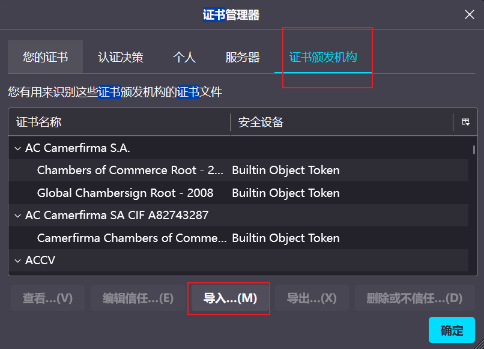 证书管理器
您的证书 认证决策 个人 服务器 证书颁发机构
您有用来识别这些证书颁发机构的证书文件
证书名称 安全设备
AC Camerfirma S.A.
Chambers of Commerce Root - 2... Builtin Object Token
Global Chambersign Root - 2008 Builtin Object Token
AC Camerfirma SA CIF A82743287
Camerfirma Chambers of Comme... Builtin Object Token
ACCV
查看...(V) 编辑信任...(E) 导入...(M) 导出...(X) 删除或不信任...(D)
确定